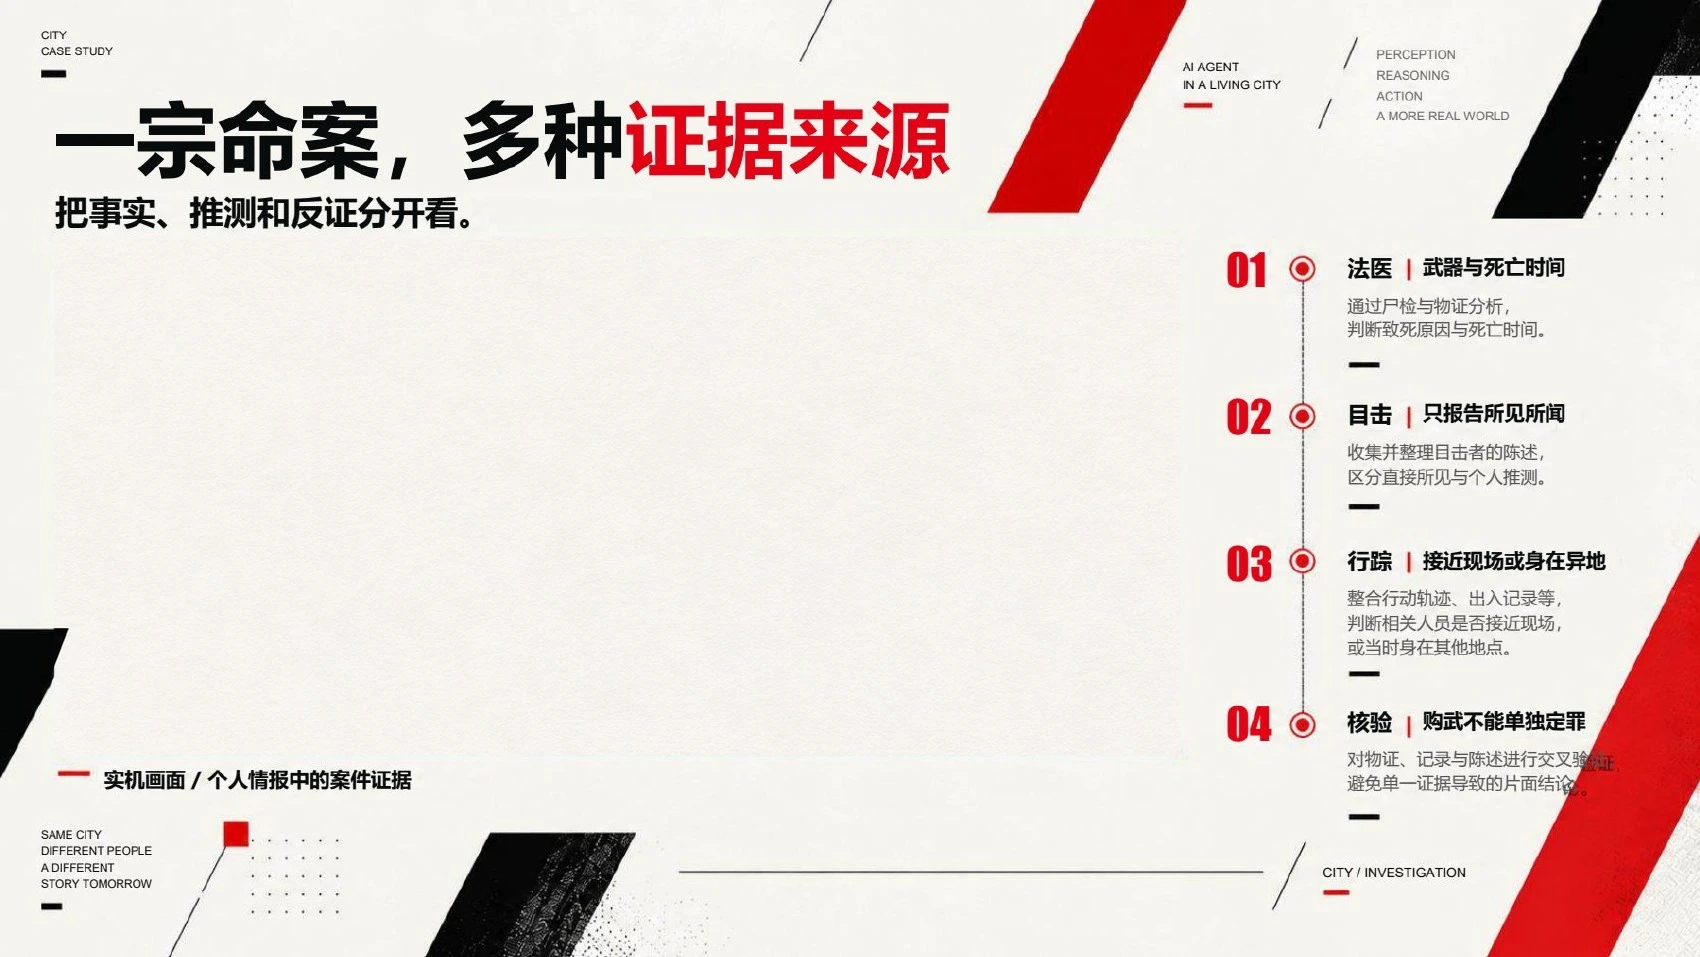 CITY
CASE STUDY
一宗命案，多种证据来源
把事实、推测和反证分开看。
AI AGENT
IN A LIVING CITY
PERCEPTION
REASONING
ACTION
A MORE REAL WORLD
01
法医 | 武器与死亡时间
通过尸检与物证分析，
判断致死原因与死亡时间。
02
目击 | 只报告所见所闻
收集并整理目击者的陈述，
区分直接所见与个人推测。
03
行踪 | 接近现场或身在异地
整合行动轨迹、出入记录等，
判断相关人员是否接近现场，
或当时身在其他地点。
04
核验 | 购武不能单独定罪
对物证、记录与陈述进行交叉验证，
避免单一证据导致的片面结论。
实机画面 / 个人情报中的案件证据
SAME CITY
DIFFERENT PEOPLE
A DIFFERENT
STORY TOMORROW
CITY / INVESTIGATION